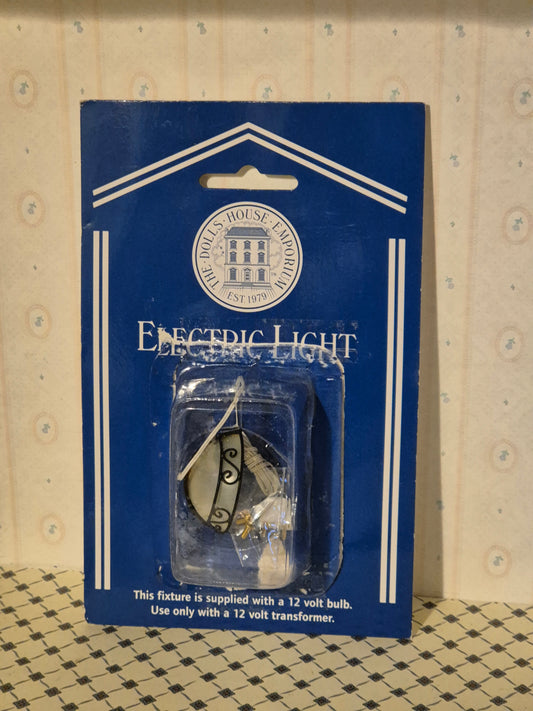 THE · DOLLS · HOUSE · EMPORIUM
EST. 1979
ELECTRIC LIGHT
This fixture is supplied with a 12 volt bulb.
Use only with a 12 volt transformer.